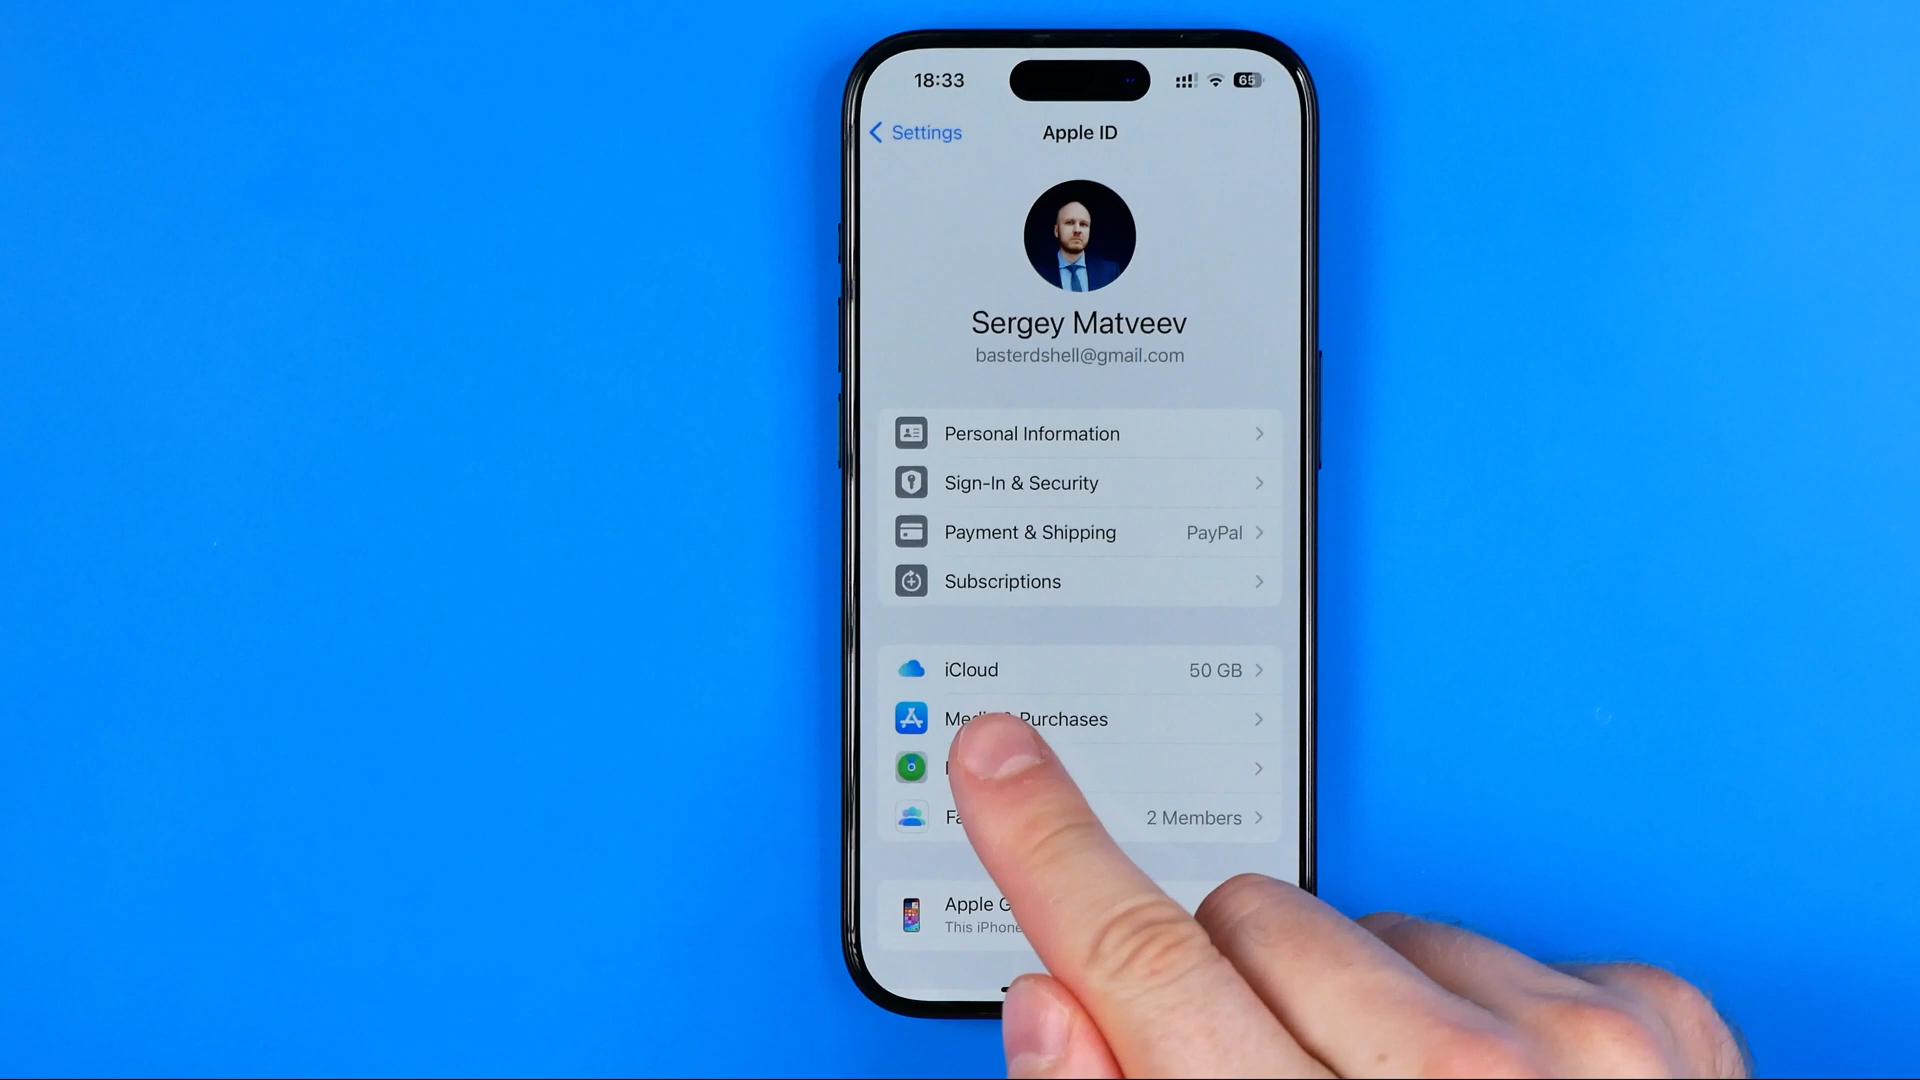 18:33
65
Settings
Apple ID
Sergey Matveev
basterdshell@gmail.com
Personal Information
Sign-In & Security
Payment & Shipping PayPal
Subscriptions
iCloud 50 GB
Purchases
2 Members
Apple
This iPhone